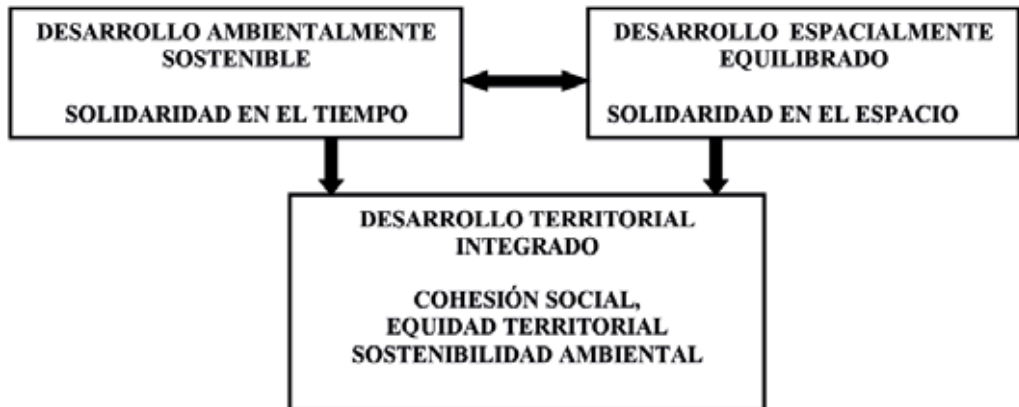 DESARROLLO AMBIENTALMENTE
SOSTENIBLE
SOLIDARIDAD EN EL TIEMPO
DESARROLLO ESPACIALMENTE
EQUILIBRADO
SOLIDARIDAD EN EL ESPACIO
DESARROLLO TERRITORIAL
INTEGRADO
COHESIÓN SOCIAL,
EQUIDAD TERRITORIAL
SOSTENIBILIDAD AMBIENTAL